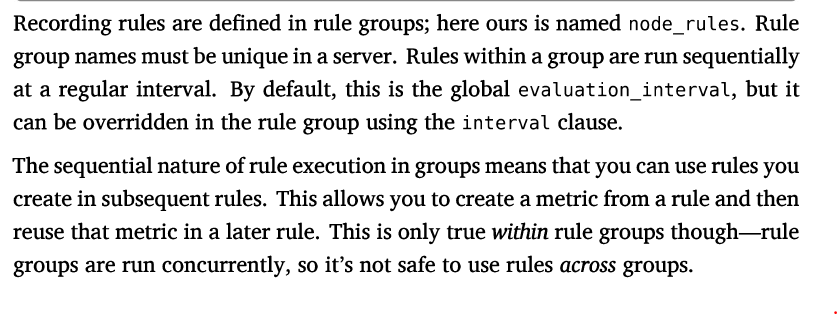 Recording rules are defined in rule groups; here ours is named node_rules. Rule
group names must be unique in a server. Rules within a group are run sequentially
at a regular interval. By default, this is the global evaluation_interval, but it
can be overridden in the rule group using the interval clause.
The sequential nature of rule execution in groups means that you can use rules you
create in subsequent rules. This allows you to create a metric from a rule and then
reuse that metric in a later rule. This is only true within rule groups though—rule
groups are run concurrently, so it's not safe to use rules across groups.